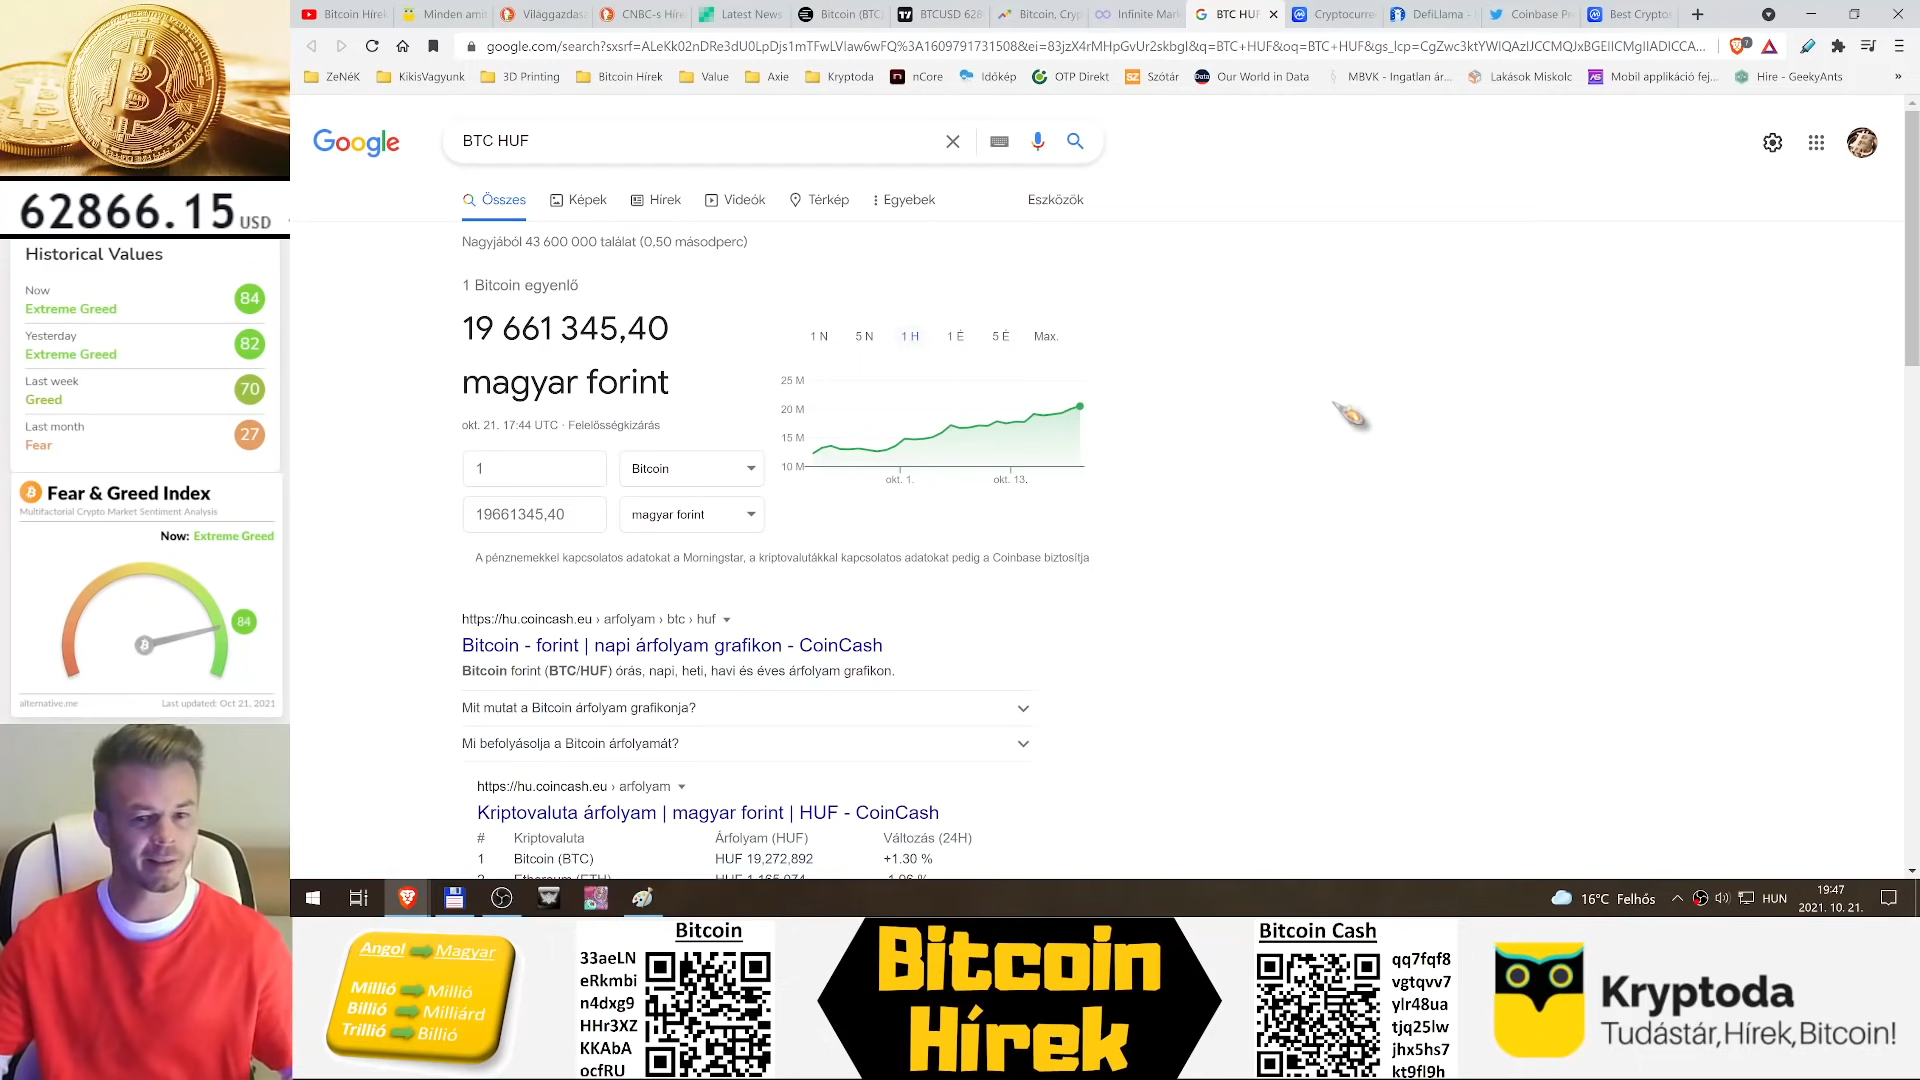 Bitcoin Hírek
Minden ami
Világgazdas
CNBC-s Híre
Latest News
Bitcoin (BTC)
BTCUSD 628
Bitcoin, Cryp
Infinite Mar
BTC HUF
Cryptocurre
DefiLlama -
Coinbase Pr
Best Cryptos
google.com/search?sxsrf=ALeKk02nDRe3dU0LpDjs1mTFwLVlaw6wFQ%3A1609791731508&ei=83jzX4rMHpGvUr2skbgI&q=BTC+HUF&oq=BTC+HUF&gs_lcp=CgZwc3ktYWIQAzIJCCMQJxBGEIICMgIIADICCA...
ZeNéK
KikisVagyunk
3D Printing
Bitcoin Hírek
Value
Axie
Kryptoda
nCore
Időkép
OTP Direkt
Szótár
Our World in Data
MBVK - Ingatlan ár...
Lakások Miskolc
Mobil applikáció fej...
Hire - GeekyAnts
Google
BTC HUF
Összes
Képek
Hírek
Videók
Térkép
Egyebek
Eszközök
Nagyjából 43 600 000 találat (0,50 másodperc)
1 Bitcoin egyenlő
19 661 345,40
magyar forint
okt. 21. 17:44 UTC · Felelősségkizárás
1
Bitcoin
19661345,40
magyar forint
1 N
5 N
1 H
1 É
5 É
Max.
25 M
20 M
15 M
10 M
okt. 1.
okt. 13.
A pénznemekkel kapcsolatos adatokat a Morningstar, a kriptovalutákkal kapcsolatos adatokat pedig a Coinbase biztosítja
https://hu.coincash.eu › arfolyam › btc › huf
Bitcoin - forint | napi árfolyam grafikon - CoinCash
Bitcoin forint (BTC/HUF) órás, napi, heti, havi és éves árfolyam grafikon.
Mit mutat a Bitcoin árfolyam grafikonja?
Mi befolyásolja a Bitcoin árfolyamát?
https://hu.coincash.eu › arfolyam
Kriptovaluta árfolyam | magyar forint | HUF - CoinCash
# Kriptovaluta Árfolyam (HUF) Változás (24H)
1 Bitcoin (BTC) HUF 19,272,892 +1.30 %
62866.15 USD
Historical Values
Now
Extreme Greed
84
Yesterday
Extreme Greed
82
Last week
Greed
70
Last month
Fear
27
Fear & Greed Index
Multifactorial Crypto Market Sentiment Analysis
Now: Extreme Greed
84
alternative.me
Last updated: Oct 21, 2021
16°C Felhős
HUN
19:47
2021. 10. 21.
Angol Magyar
Millió Millió
Billió Milliárd
Trillió Billió
Bitcoin
33aeLN
eRkmbi
n4dxg9
HHr3XZ
KKAbA
ocfRU
Bitcoin
Hírek
Bitcoin Cash
qq7fqf8
vgtqvv7
ylr48ua
tjq25lw
jhx5hs7
kt9fl9h
Kryptoda
Tudástár,Hírek,Bitcoin!